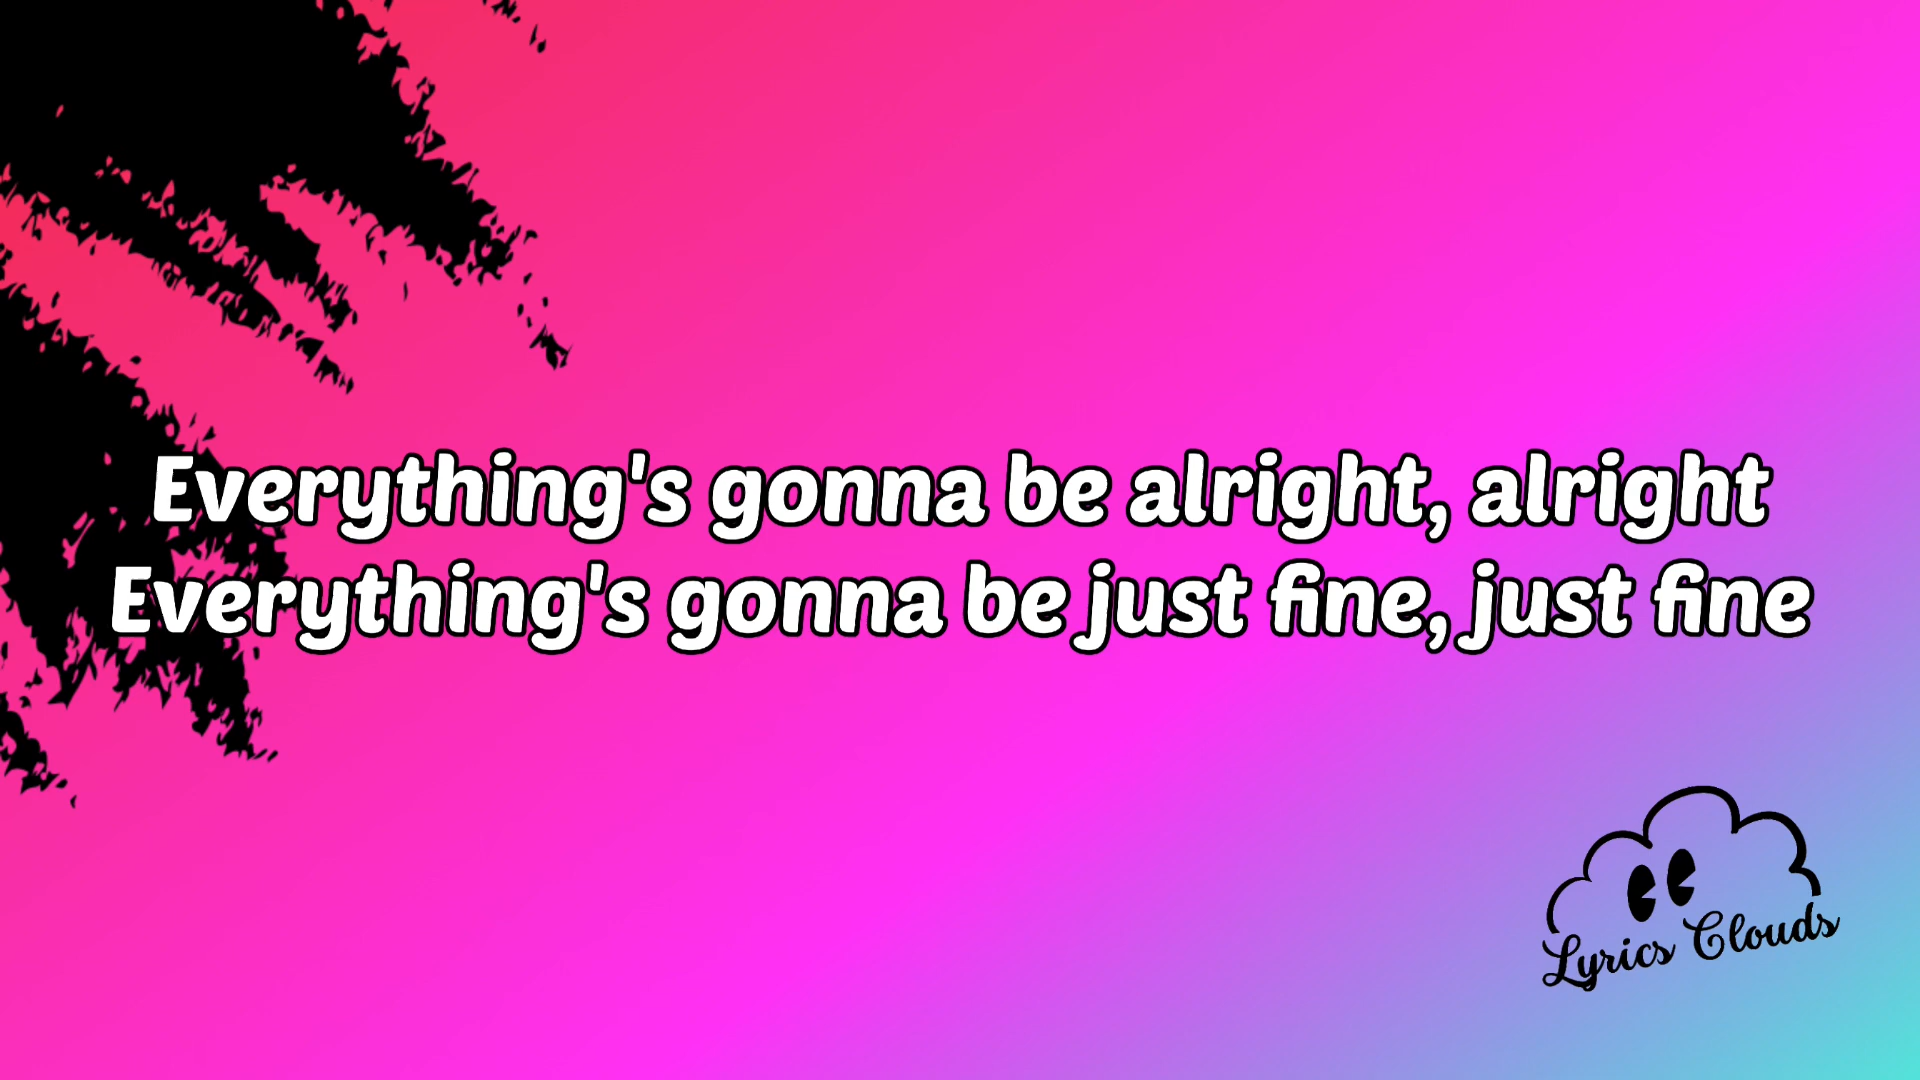 Everything's gonna be alright, alright
Everything's gonna be just fine, just fine
Lyrics Clouds